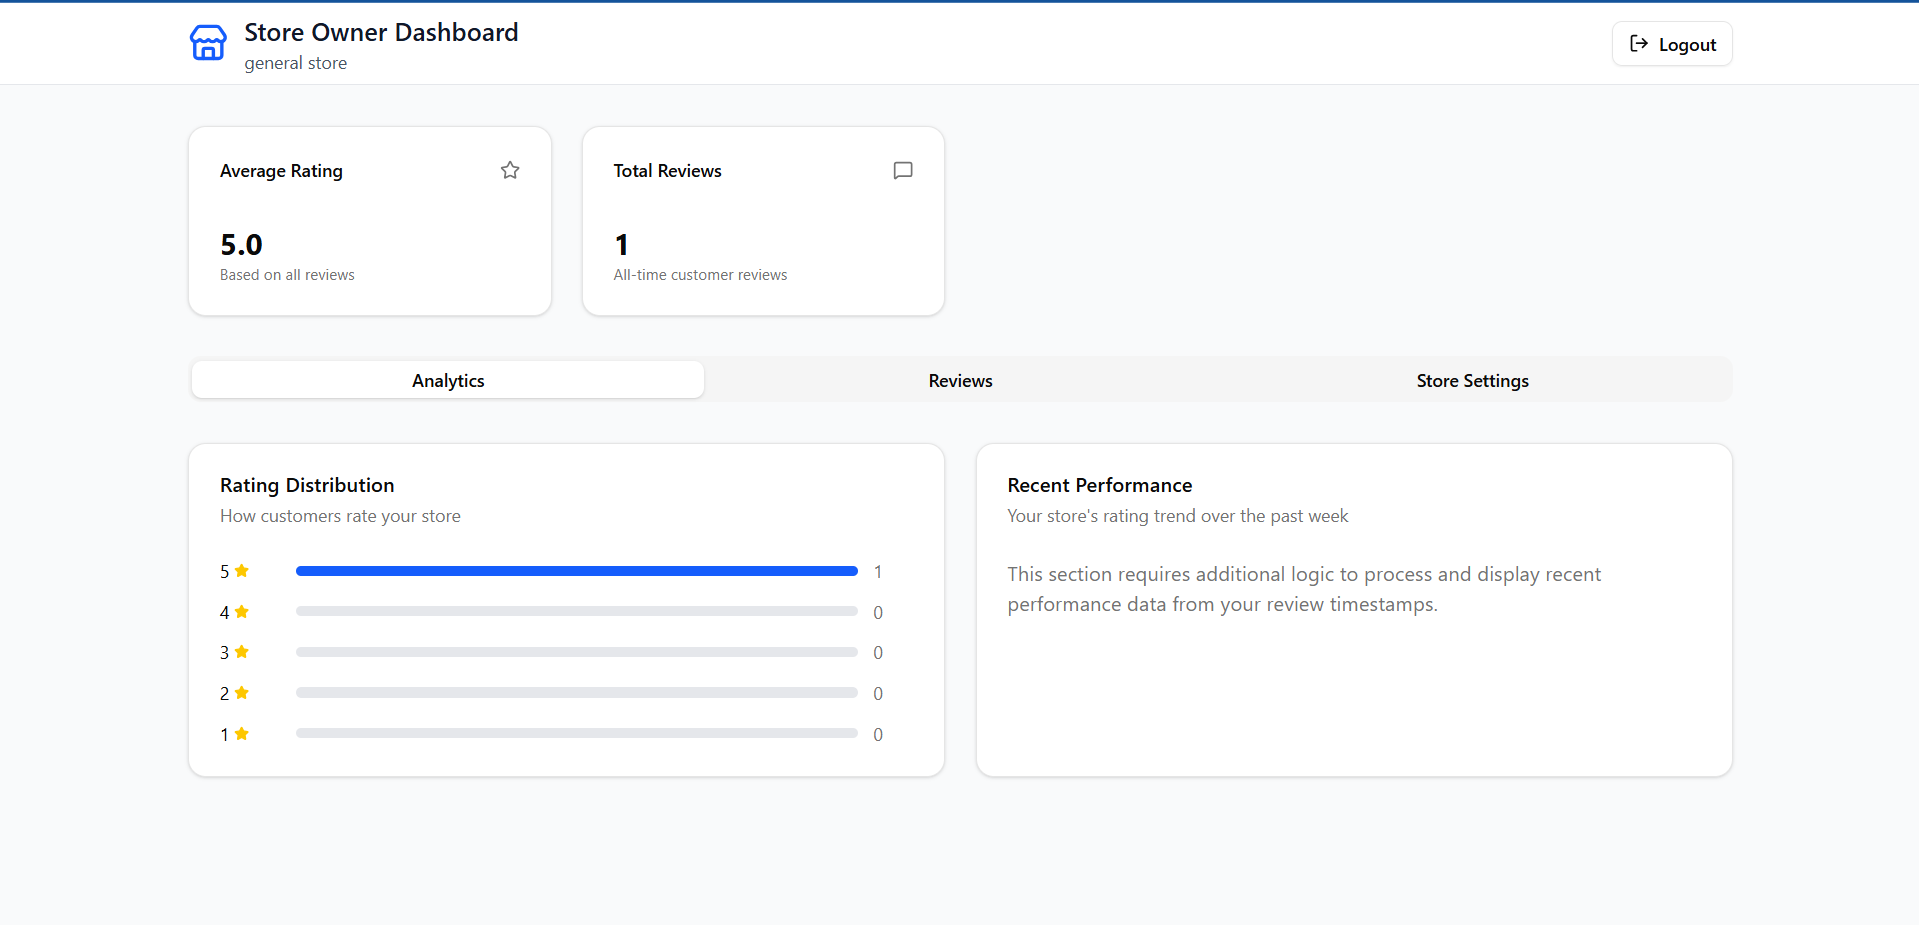 Store Owner Dashboard
general store
Logout
Average Rating
5.0
Based on all reviews
Total Reviews
1
All-time customer reviews
Analytics
Reviews
Store Settings
Rating Distribution
How customers rate your store
5 1
4 0
3 0
2 0
1 0
Recent Performance
Your store's rating trend over the past week
This section requires additional logic to process and display recent
performance data from your review timestamps.